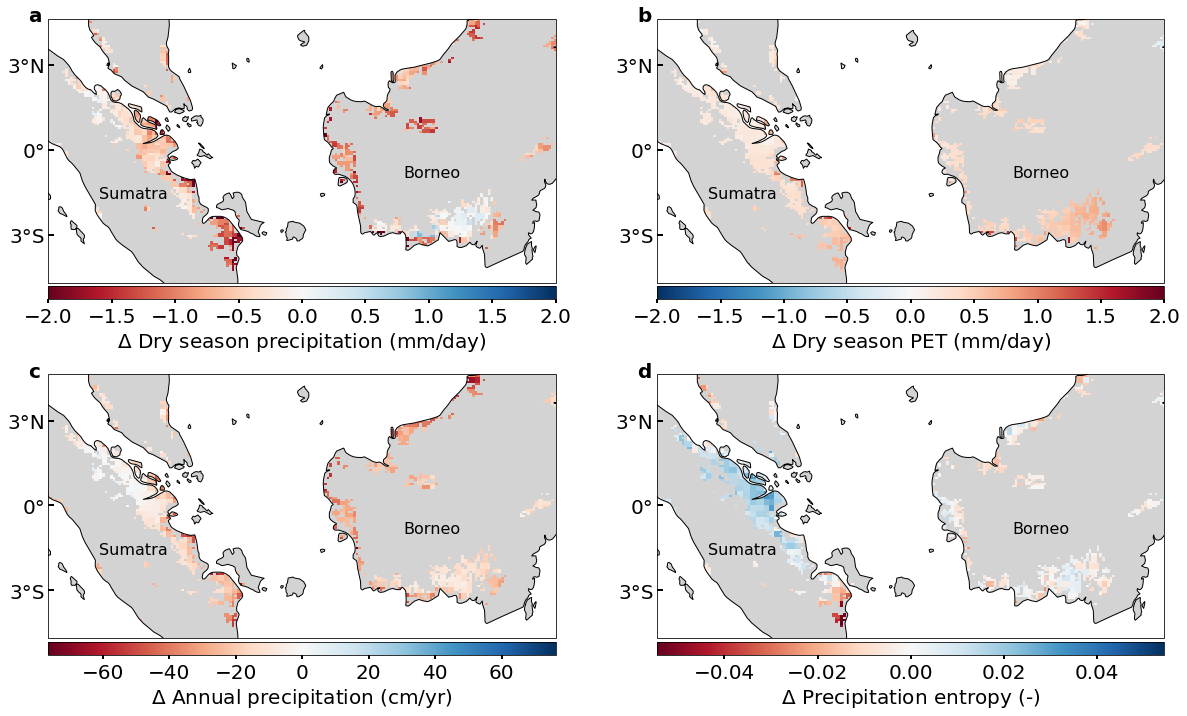 a
3°N
0°
3°S
Sumatra
Borneo
−2.0 −1.5 −1.0 −0.5 0.0 0.5 1.0 1.5 2.0
Δ Dry season precipitation (mm/day)
b
3°N
0°
3°S
Sumatra
Borneo
−2.0 −1.5 −1.0 −0.5 0.0 0.5 1.0 1.5 2.0
Δ Dry season PET (mm/day)
c
3°N
0°
3°S
Sumatra
Borneo
−60 −40 −20 0 20 40 60
Δ Annual precipitation (cm/yr)
d
3°N
0°
3°S
Sumatra
Borneo
−0.04 −0.02 0.00 0.02 0.04
Δ Precipitation entropy (-)